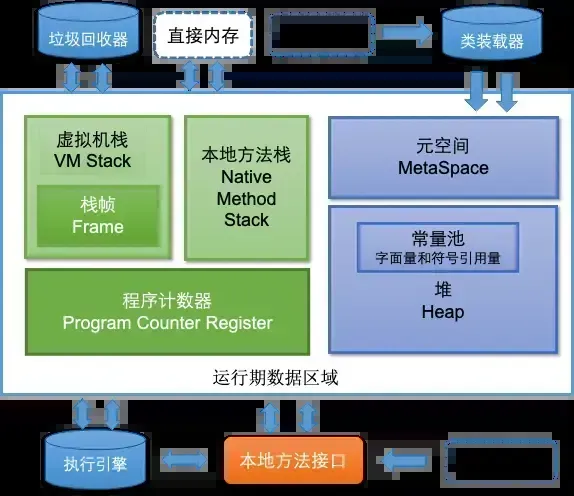 垃圾回收器
直接内存
类装载器
虚拟机栈
VM Stack
栈帧
Frame
本地方法栈
Native
Method
Stack
元空间
MetaSpace
常量池
字面量和符号引用量
堆
Heap
程序计数器
Program Counter Register
运行期数据区域
执行引擎
本地方法接口